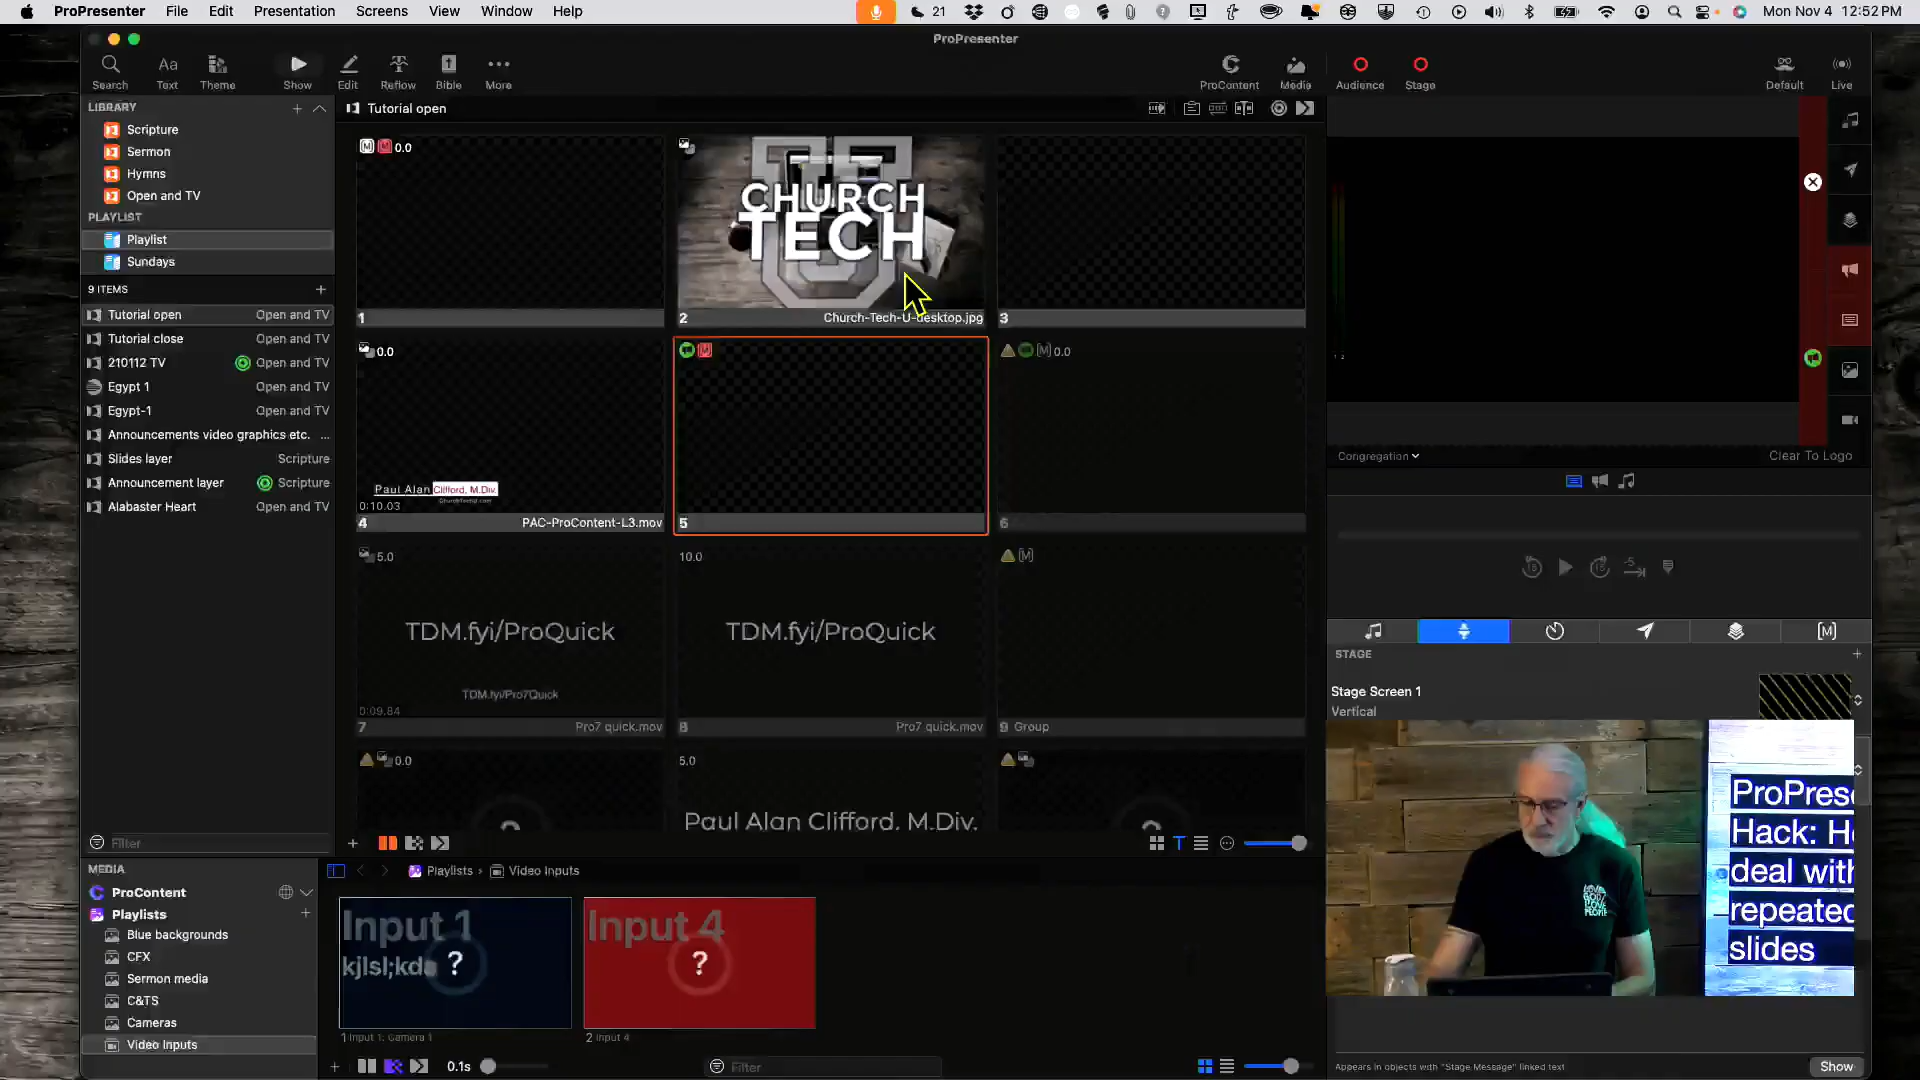 ProPresenter File Edit Presentation Screens View Window Help
21
Mon Nov 4 12:52 PM
ProPresenter
Search Text Theme Show Edit Reflow Bible More
ProContent Media Audience Stage
Default Live
LIBRARY
Scripture
Sermon
Hymns
Open and TV
PLAYLIST
Playlist
Sundays
9 ITEMS
Tutorial open Open and TV
Tutorial close Open and TV
210112 TV Open and TV
Egypt 1 Open and TV
Egypt-1 Open and TV
Announcements video graphics etc. ...
Slides layer Scripture
Announcement layer Scripture
Alabaster Heart Open and TV
Filter
Tutorial open
0.0
1
CHURCH
TECH
2 Church-Tech-U-desktop.jpg
3
0.0
Paul Alan Clifford, M.Div.
0:10.03
4 PAC-ProContent-L3.mov
5
0.0
6
5.0
TDM.fyi/ProQuick
TDM.fyi/Pro7Quick
0:09.84
7 Pro7 quick.mov
10.0
TDM.fyi/ProQuick
8 Pro7 quick.mov
9 Group
0.0
5.0
Paul Alan Clifford, M.Div.
Congregation
Clear To Logo
STAGE
Stage Screen 1
Vertical
ProPrese
Hack: H
deal with
repeated
slides
LOVE
GOD
LOVE
PEOPLE
Appears in objects with "Stage Message" linked text
Show
MEDIA
ProContent
Playlists
Blue backgrounds
CFX
Sermon media
C&TS
Cameras
Video Inputs
Playlists › Video Inputs
Input 1
kjlsl;kda
?
1 Input 1: Camera 1
Input 4
?
2 Input 4
0.1s
Filter